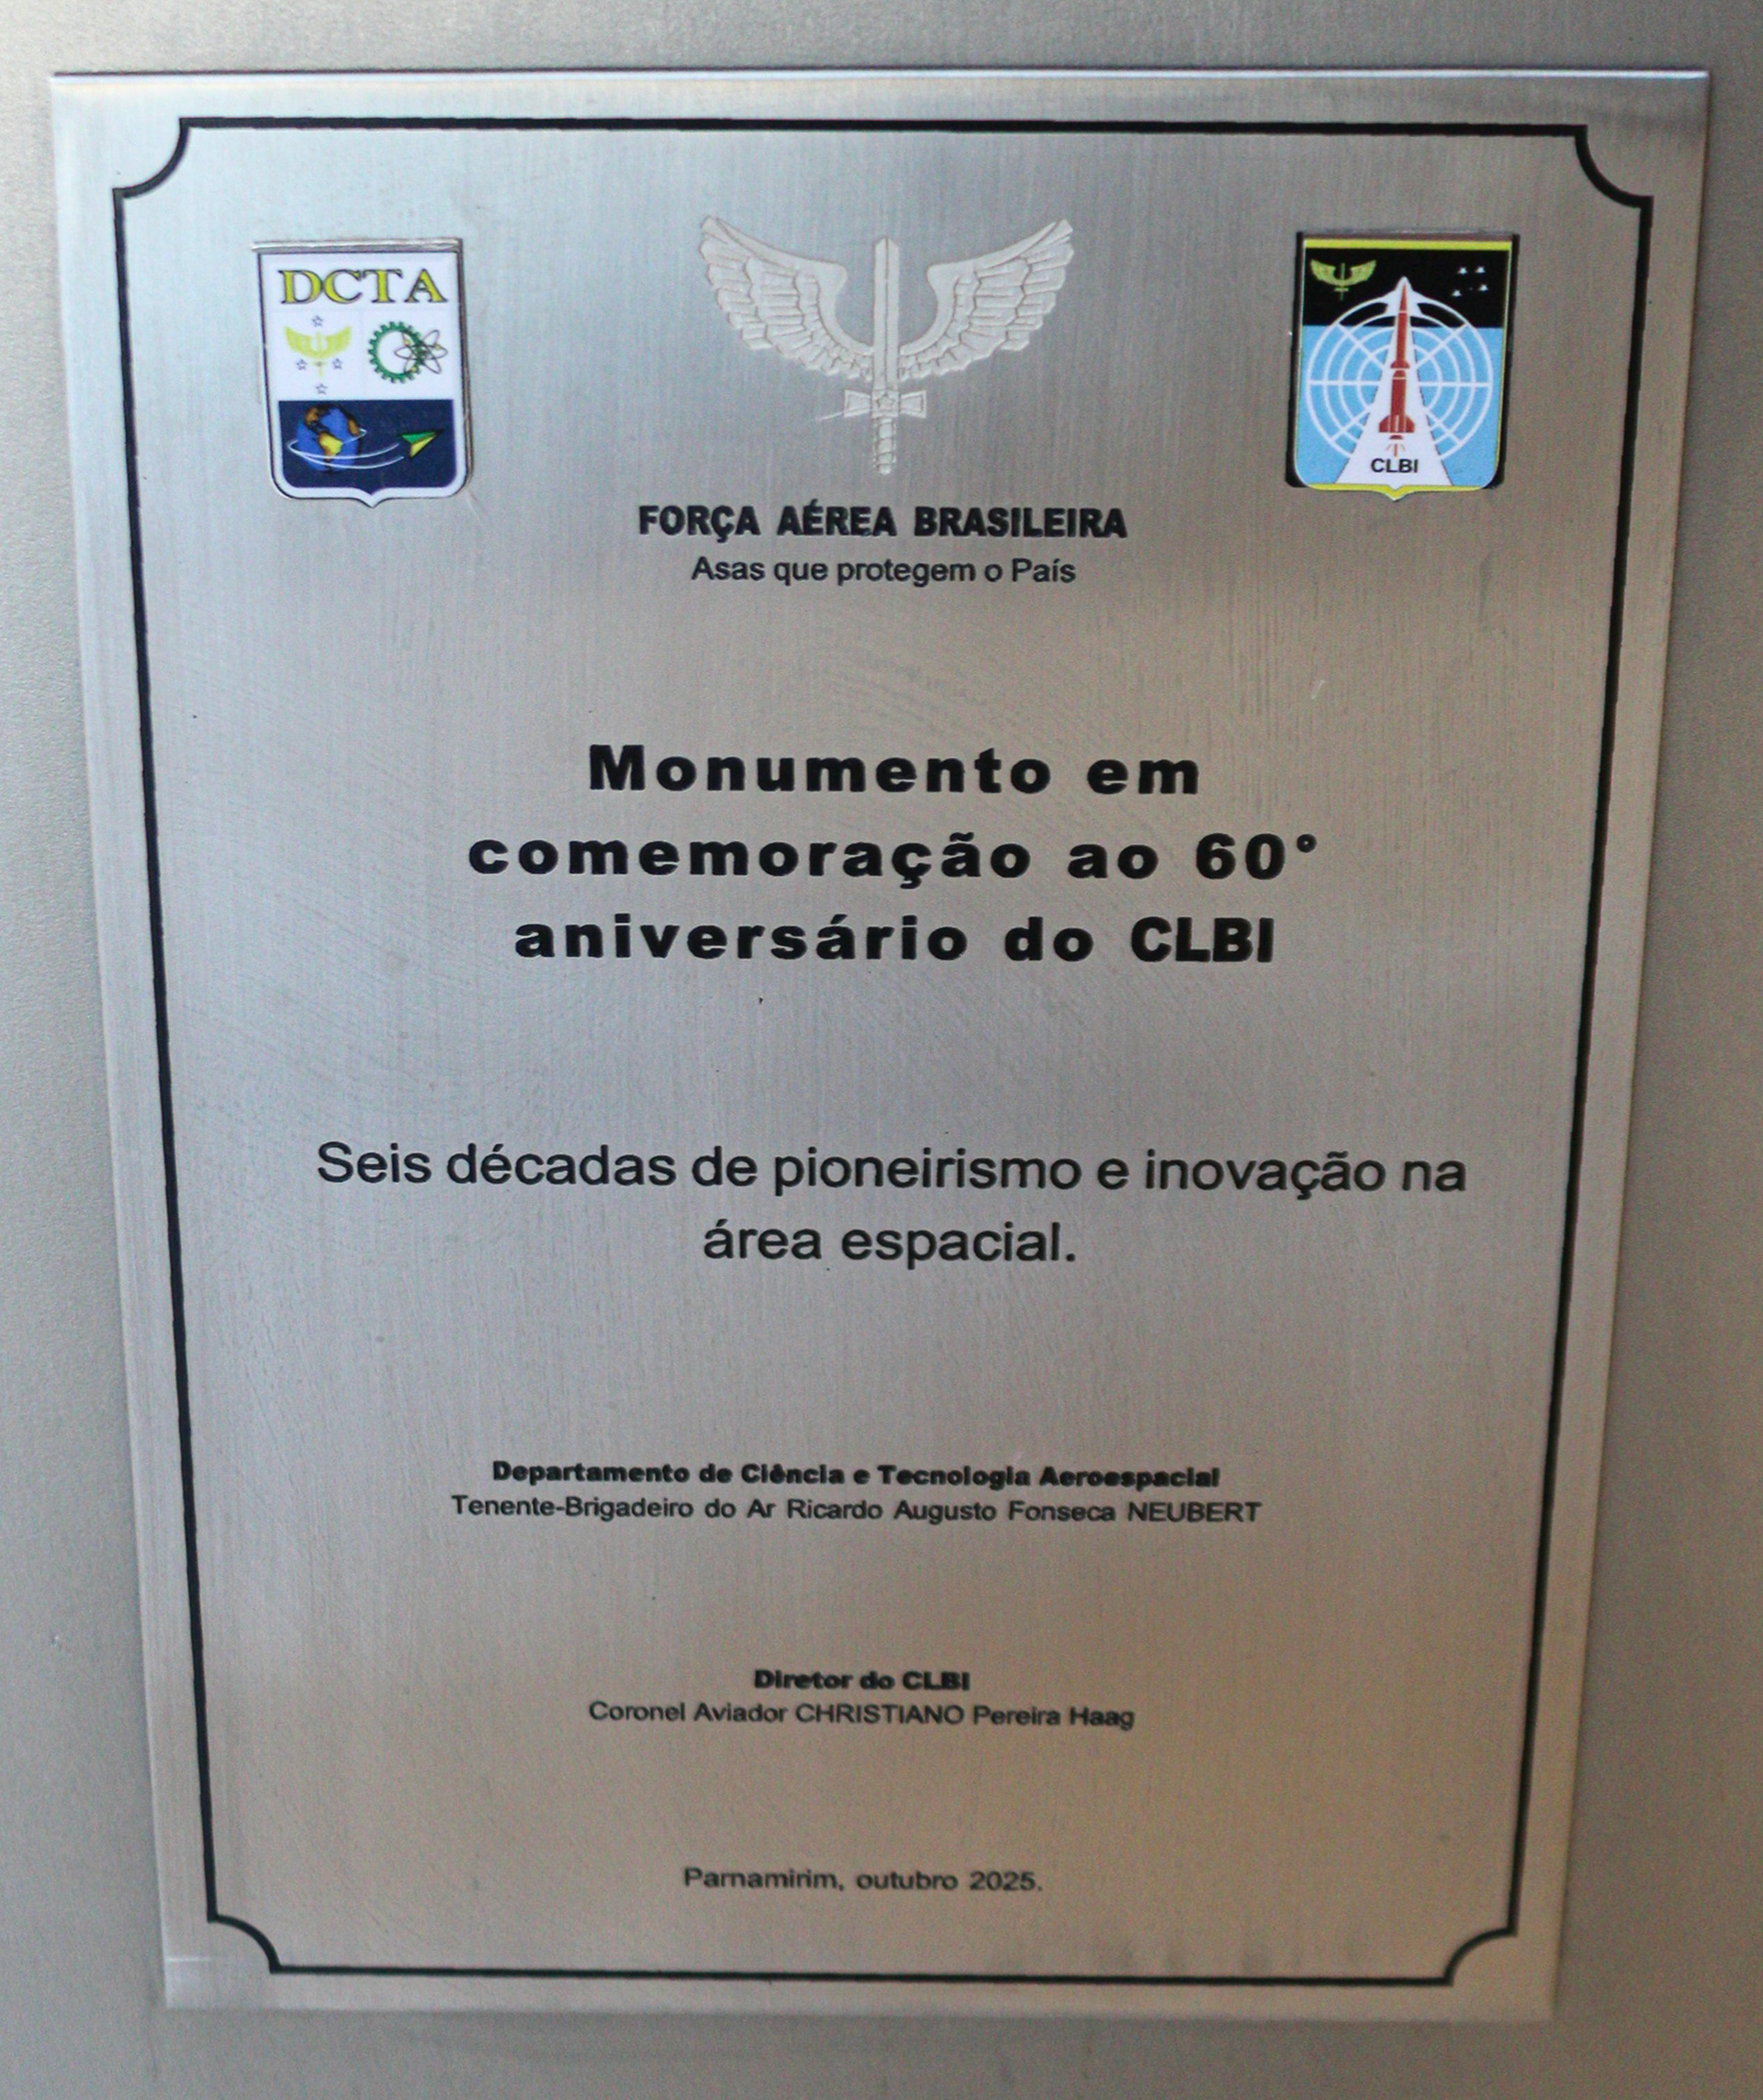 DCTA
CLBI
FORÇA AÉREA BRASILEIRA
Asas que protegem o País
Monumento em
comemoração ao 60°
aniversário do CLBI
Seis décadas de pioneirismo e inovação na
área espacial.
Departamento de Ciência e Tecnologia Aeroespacial
Tenente-Brigadeiro do Ar Ricardo Augusto Fonseca NEUBERT
Diretor do CLBI
Coronel Aviador CHRISTIANO Pereira Haag
Parnamirim, outubro 2025.